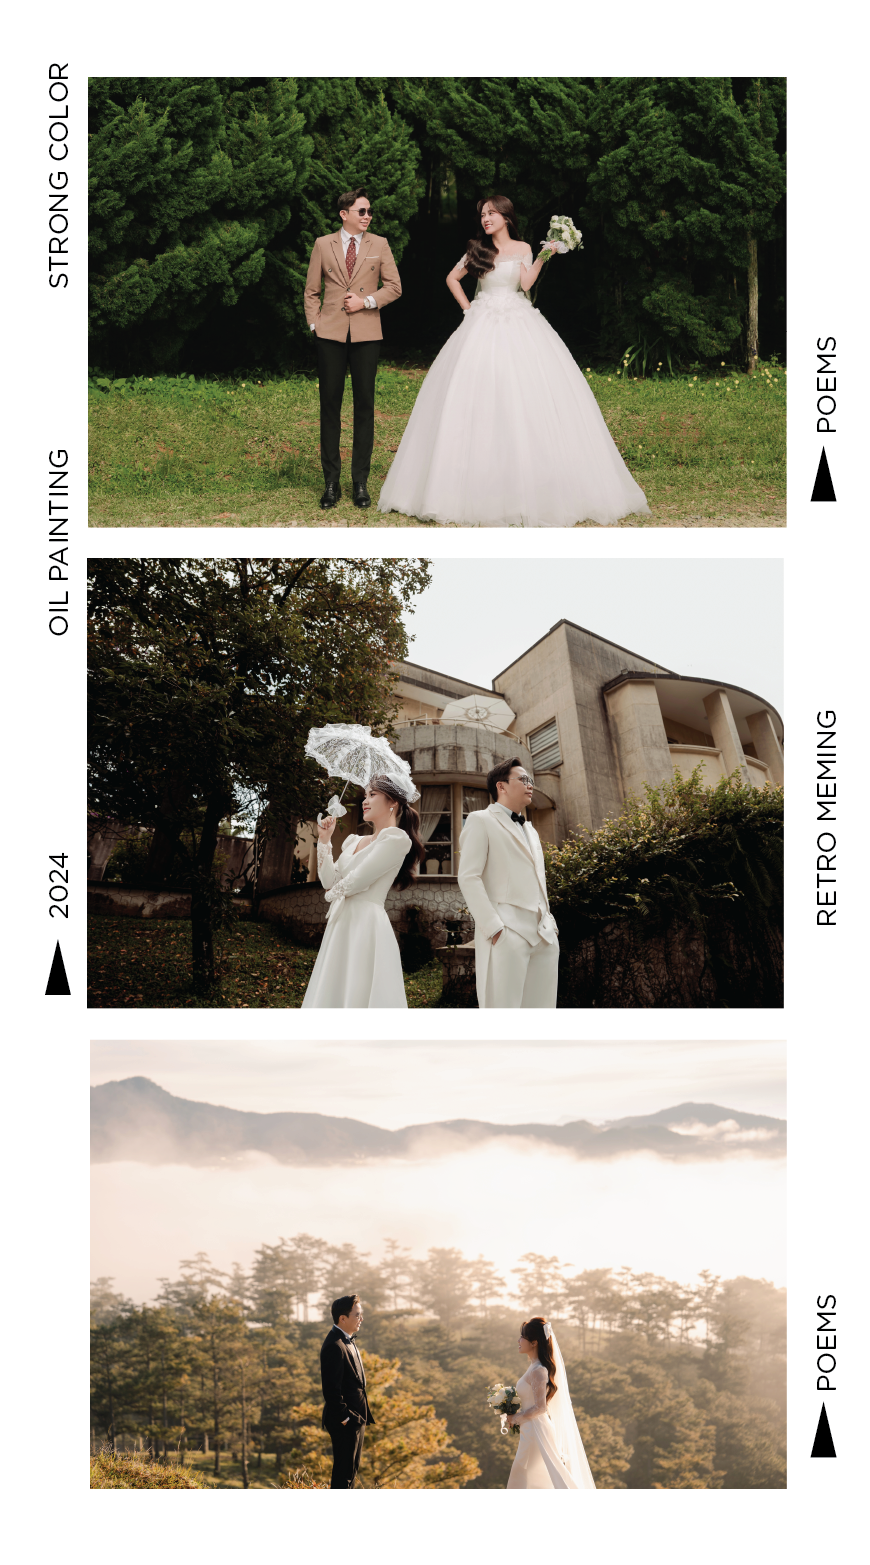 STRONG COLOR
OIL PAINTING
2024
POEMS
RETRO MEMING
POEMS